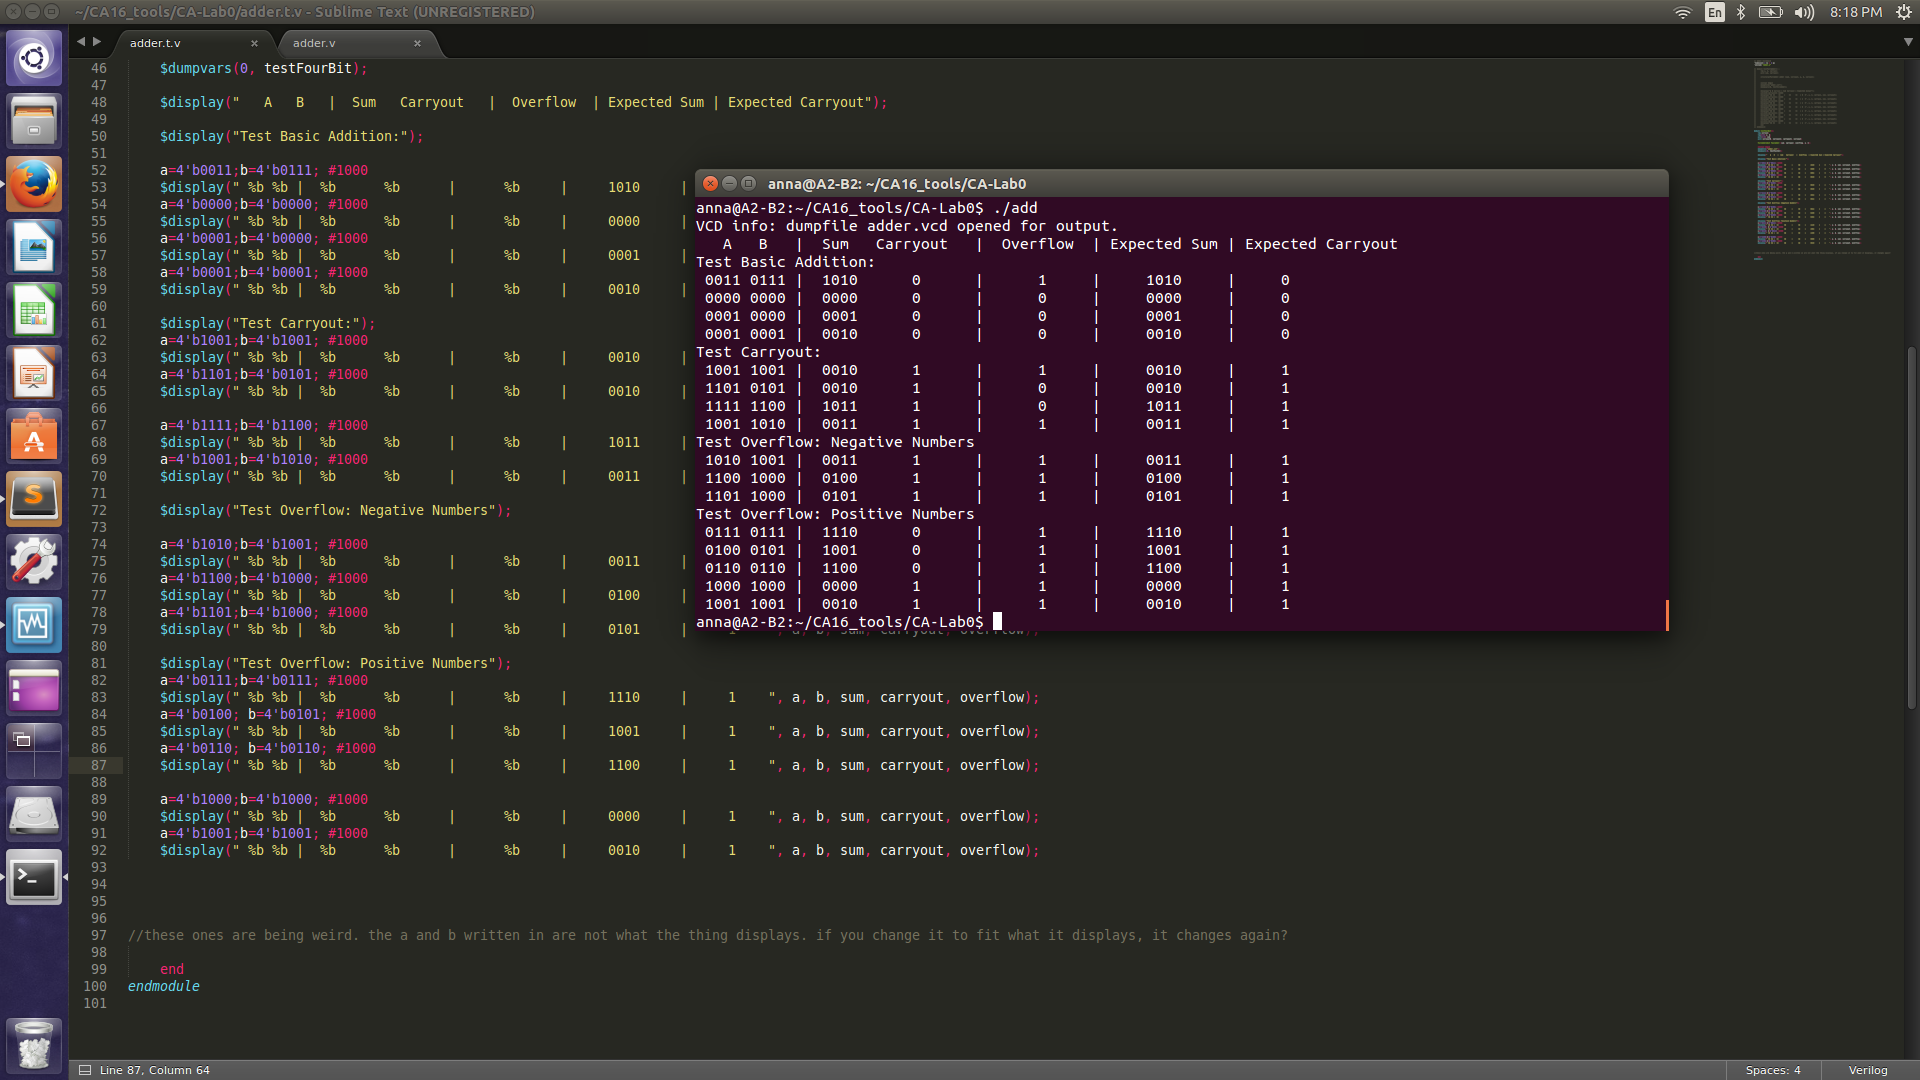 ~/CA16_tools/CA-Lab0/adder.t.v - Sublime Text (UNREGISTERED)
En 8:18 PM
adder.t.v × adder.v ×
46 $dumpvars(0, testFourBit);
47
48 $display("   A   B   |  Sum   Carryout   |  Overflow  | Expected Sum | Expected Carryout");
49
50 $display("Test Basic Addition:");
51
52 a=4'b0011;b=4'b0111; #1000
53 $display(" %b %b |  %b      %b      |      %b     |     1010     |
54 a=4'b0000;b=4'b0000; #1000
55 $display(" %b %b |  %b      %b      |      %b     |     0000     |
56 a=4'b0001;b=4'b0000; #1000
57 $display(" %b %b |  %b      %b      |      %b     |     0001     |
58 a=4'b0001;b=4'b0001; #1000
59 $display(" %b %b |  %b      %b      |      %b     |     0010     |
60
61 $display("Test Carryout:");
62 a=4'b1001;b=4'b1001; #1000
63 $display(" %b %b |  %b      %b      |      %b     |     0010     |
64 a=4'b1101;b=4'b0101; #1000
65 $display(" %b %b |  %b      %b      |      %b     |     0010     |
66
67 a=4'b1111;b=4'b1100; #1000
68 $display(" %b %b |  %b      %b      |      %b     |     1011     |
69 a=4'b1001;b=4'b1010; #1000
70 $display(" %b %b |  %b      %b      |      %b     |     0011     |
71
72 $display("Test Overflow: Negative Numbers");
73
74 a=4'b1010;b=4'b1001; #1000
75 $display(" %b %b |  %b      %b      |      %b     |     0011     |
76 a=4'b1100;b=4'b1000; #1000
77 $display(" %b %b |  %b      %b      |      %b     |     0100     |
78 a=4'b1101;b=4'b1000; #1000
79 $display(" %b %b |  %b      %b      |      %b     |     0101     |     1    ", a, b, sum, carryout, overflow);
80
81 $display("Test Overflow: Positive Numbers");
82 a=4'b0111;b=4'b0111; #1000
83 $display(" %b %b |  %b      %b      |      %b     |     1110     |     1    ", a, b, sum, carryout, overflow);
84 a=4'b0100; b=4'b0101; #1000
85 $display(" %b %b |  %b      %b      |      %b     |     1001     |     1    ", a, b, sum, carryout, overflow);
86 a=4'b0110; b=4'b0110; #1000
87 $display(" %b %b |  %b      %b      |      %b     |     1100     |     1    ", a, b, sum, carryout, overflow);
88
89 a=4'b1000;b=4'b1000; #1000
90 $display(" %b %b |  %b      %b      |      %b     |     0000     |     1    ", a, b, sum, carryout, overflow);
91 a=4'b1001;b=4'b1001; #1000
92 $display(" %b %b |  %b      %b      |      %b     |     0010     |     1    ", a, b, sum, carryout, overflow);
93
94
95
96
97 //these ones are being weird. the a and b written in are not what the thing displays. if you change it to fit what it displays, it changes again?
98
99 end
100 endmodule
101
anna@A2-B2: ~/CA16_tools/CA-Lab0
anna@A2-B2:~/CA16_tools/CA-Lab0$ ./add
VCD info: dumpfile adder.vcd opened for output.
   A   B   |  Sum   Carryout   |  Overflow  | Expected Sum | Expected Carryout
Test Basic Addition:
 0011 0111 |  1010      0      |      1     |     1010     |     0
 0000 0000 |  0000      0      |      0     |     0000     |     0
 0001 0000 |  0001      0      |      0     |     0001     |     0
 0001 0001 |  0010      0      |      0     |     0010     |     0
Test Carryout:
 1001 1001 |  0010      1      |      1     |     0010     |     1
 1101 0101 |  0010      1      |      0     |     0010     |     1
 1111 1100 |  1011      1      |      0     |     1011     |     1
 1001 1010 |  0011      1      |      1     |     0011     |     1
Test Overflow: Negative Numbers
 1010 1001 |  0011      1      |      1     |     0011     |     1
 1100 1000 |  0100      1      |      1     |     0100     |     1
 1101 1000 |  0101      1      |      1     |     0101     |     1
Test Overflow: Positive Numbers
 0111 0111 |  1110      0      |      1     |     1110     |     1
 0100 0101 |  1001      0      |      1     |     1001     |     1
 0110 0110 |  1100      0      |      1     |     1100     |     1
 1000 1000 |  0000      1      |      1     |     0000     |     1
 1001 1001 |  0010      1      |      1     |     0010     |     1
anna@A2-B2:~/CA16_tools/CA-Lab0$
Line 87, Column 64 Spaces: 4 Verilog